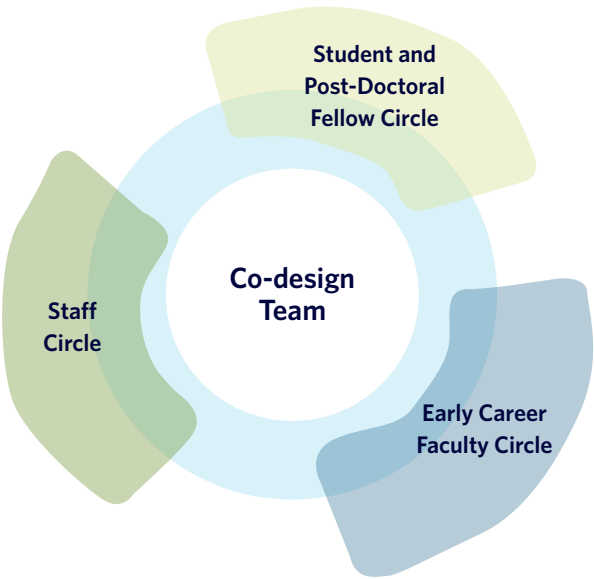 Student and
Post-Doctoral
Fellow Circle
Co-design
Team
Staff
Circle
Early Career
Faculty Circle